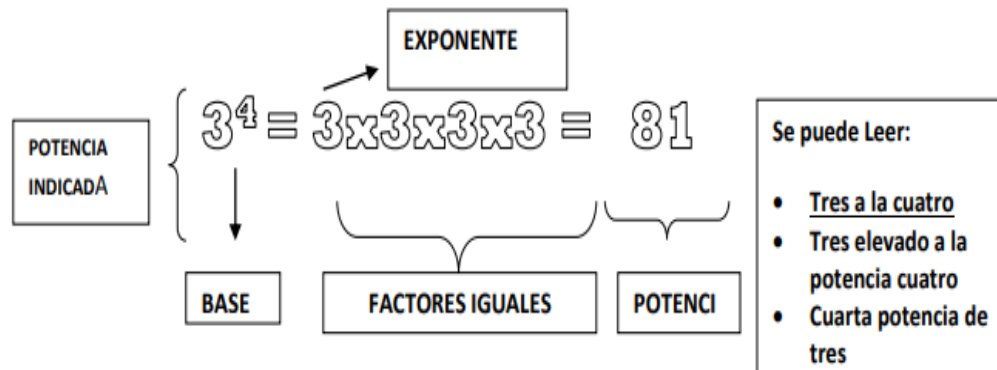 EXPONENTE
3⁴ = 3x3x3x3 = 81
POTENCIA
INDICADA
BASE
FACTORES IGUALES
POTENCI
Se puede Leer:
• Tres a la cuatro
• Tres elevado a la
potencia cuatro
• Cuarta potencia de
tres